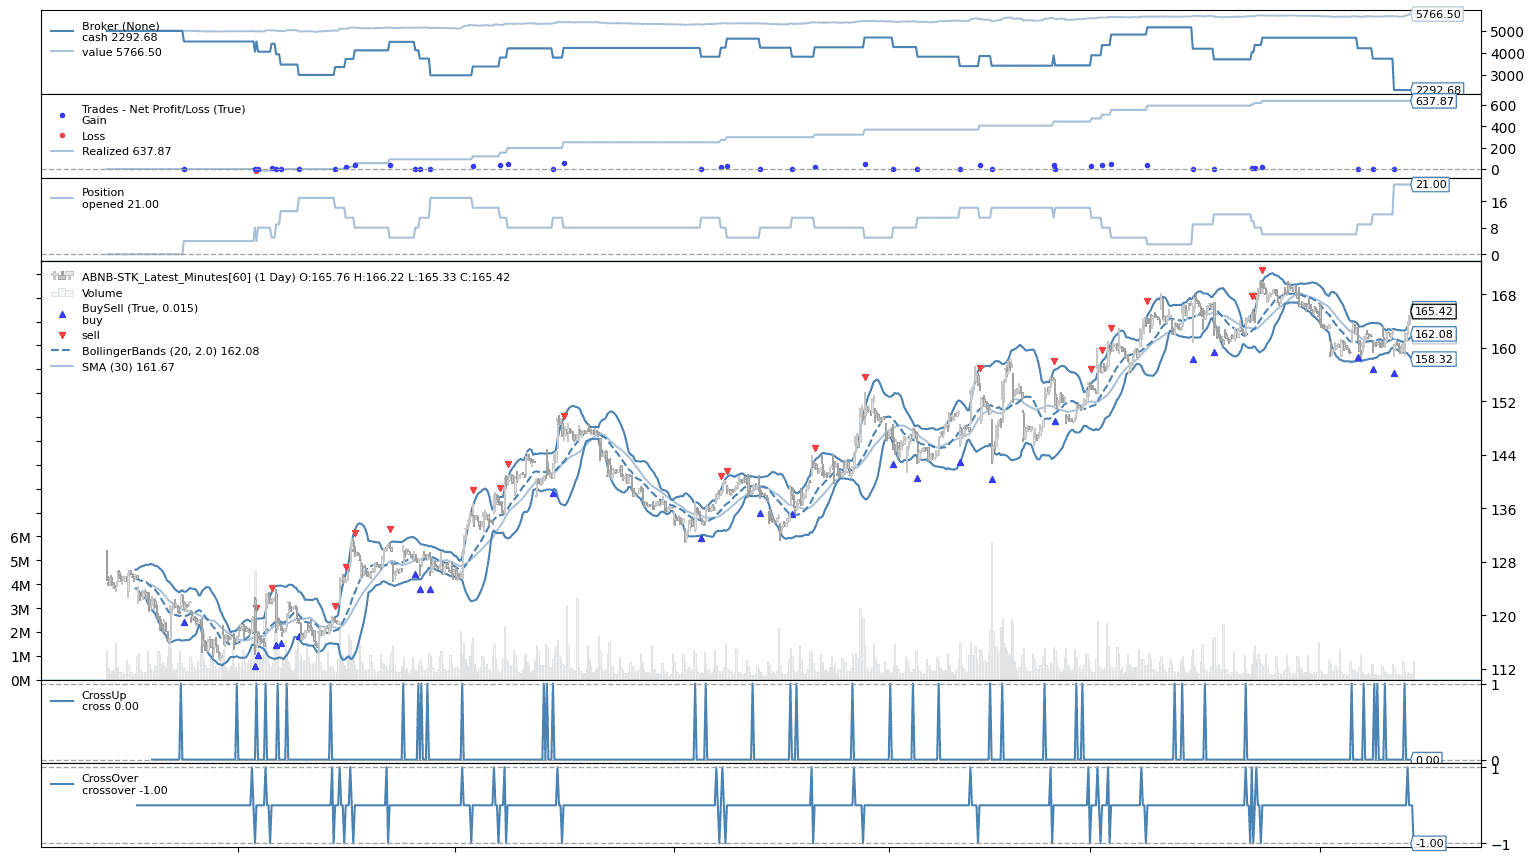 Broker (None)
cash 2292.68
value 5766.50
5766.50
5000
4000
3000
2292.68
Trades - Net Profit/Loss (True)
Gain
Loss
Realized 637.87
637.87
600
400
200
0
Position
opened 21.00
21.00
16
8
0
ABNB-STK_Latest_Minutes[60] (1 Day) O:165.76 H:166.22 L:165.33 C:165.42
Volume
BuySell (True, 0.015)
buy
sell
BollingerBands (20, 2.0) 162.08
SMA (30) 161.67
168
165.42
162.08
160
158.32
152
144
136
128
120
112
6M
5M
4M
3M
2M
1M
0M
CrossUp
cross 0.00
1
0.00
0
CrossOver
crossover -1.00
1
-1.00
−1